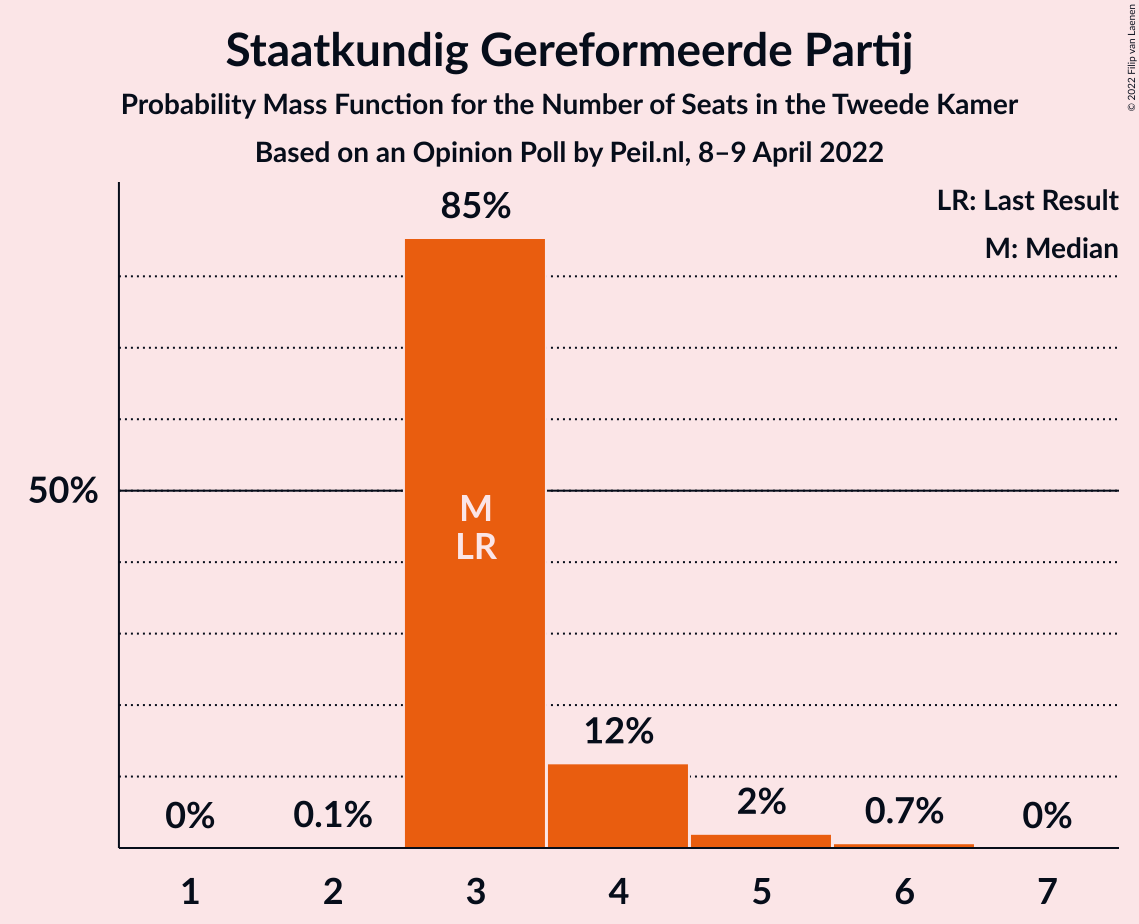 Staatkundig Gereformeerde Partij
Probability Mass Function for the Number of Seats in the Tweede Kamer
Based on an Opinion Poll by Peil.nl, 8–9 April 2022
© 2022 Filip van Laenen
LR: Last Result
M: Median
85%
50%
M
LR
12%
0%
0.1%
2%
0.7%
0%
1 2 3 4 5 6 7